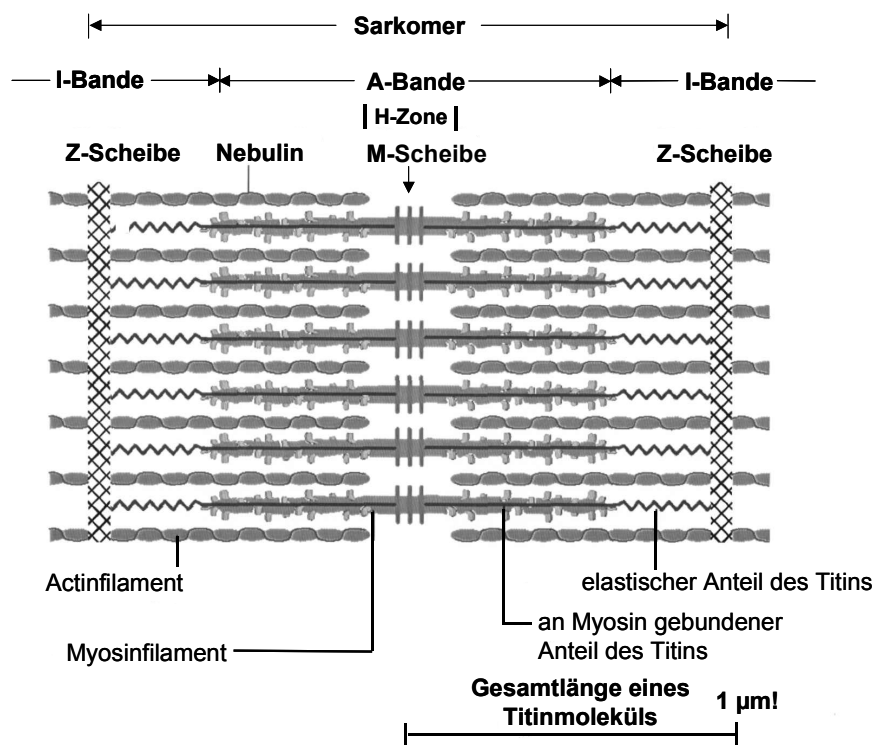 Sarkomer
I-Bande A-Bande I-Bande
H-Zone
Z-Scheibe Nebulin M-Scheibe Z-Scheibe
Actinfilament
elastischer Anteil des Titins
Myosinfilament
an Myosin gebundener
Anteil des Titins
Gesamtlänge eines
Titinmoleküls
1 µm!